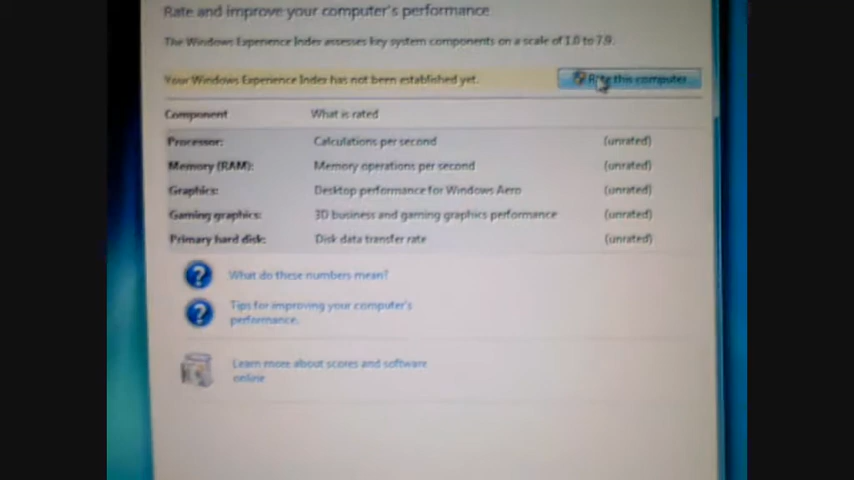 Rate and improve your computer's performance
The Windows Experience Index assesses key system components on a scale of 1.0 to 7.9.
Your Windows Experience Index has not been established yet. Rate this computer
Component What is rated
Processor: Calculations per second (unrated)
Memory (RAM): Memory operations per second (unrated)
Graphics: Desktop performance for Windows Aero (unrated)
Gaming graphics: 3D business and gaming graphics performance (unrated)
Primary hard disk: Disk data transfer rate (unrated)
What do these numbers mean?
Tips for improving your computer's
performance.
Learn more about scores and software
online